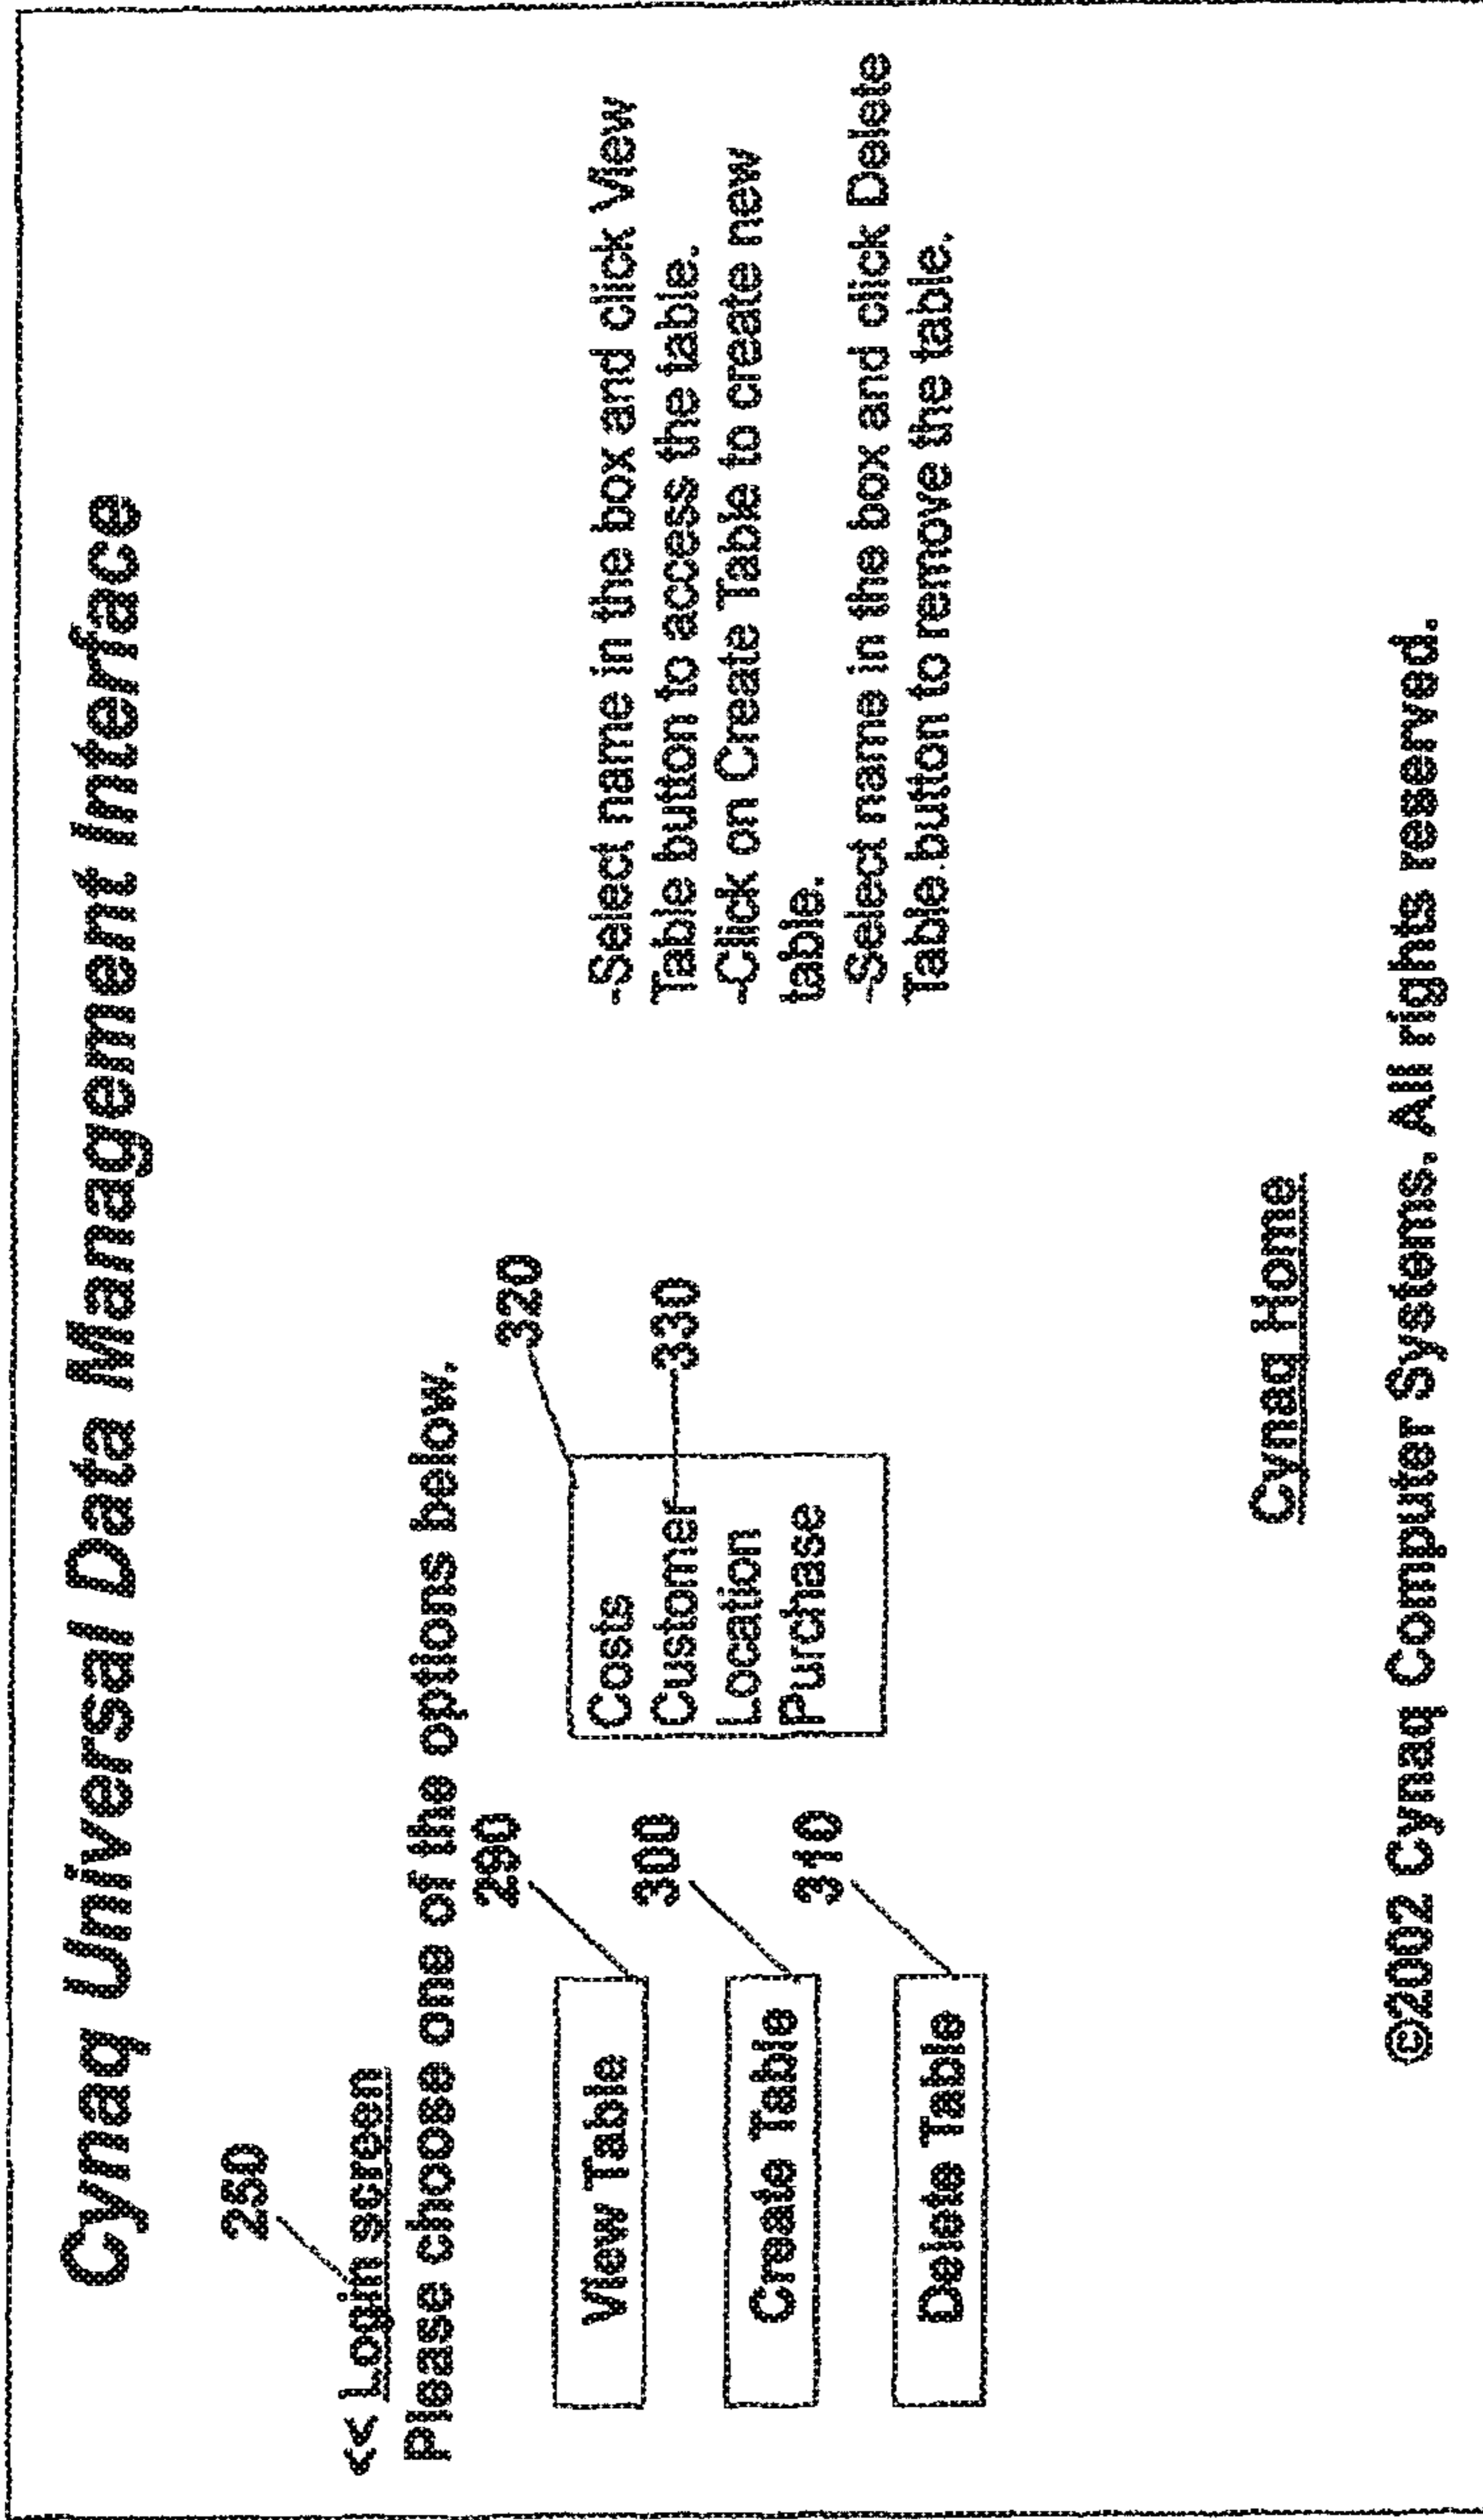 Cynaq Universal Data Management Interface
250
<< Login screen
Please choose one of the options below.
290
View Table
300
Create Table
310
Delete Table
320
Costs
Customer
330
Location
Purchase
-Select name in the box and click View
Table button to access the table.
-Click on Create Table to create new
table.
-Select name in the box and click Delete
Table button to remove the table.
Cynaq Home
©2002 Cynaq Computer Systems. All rights reserved.